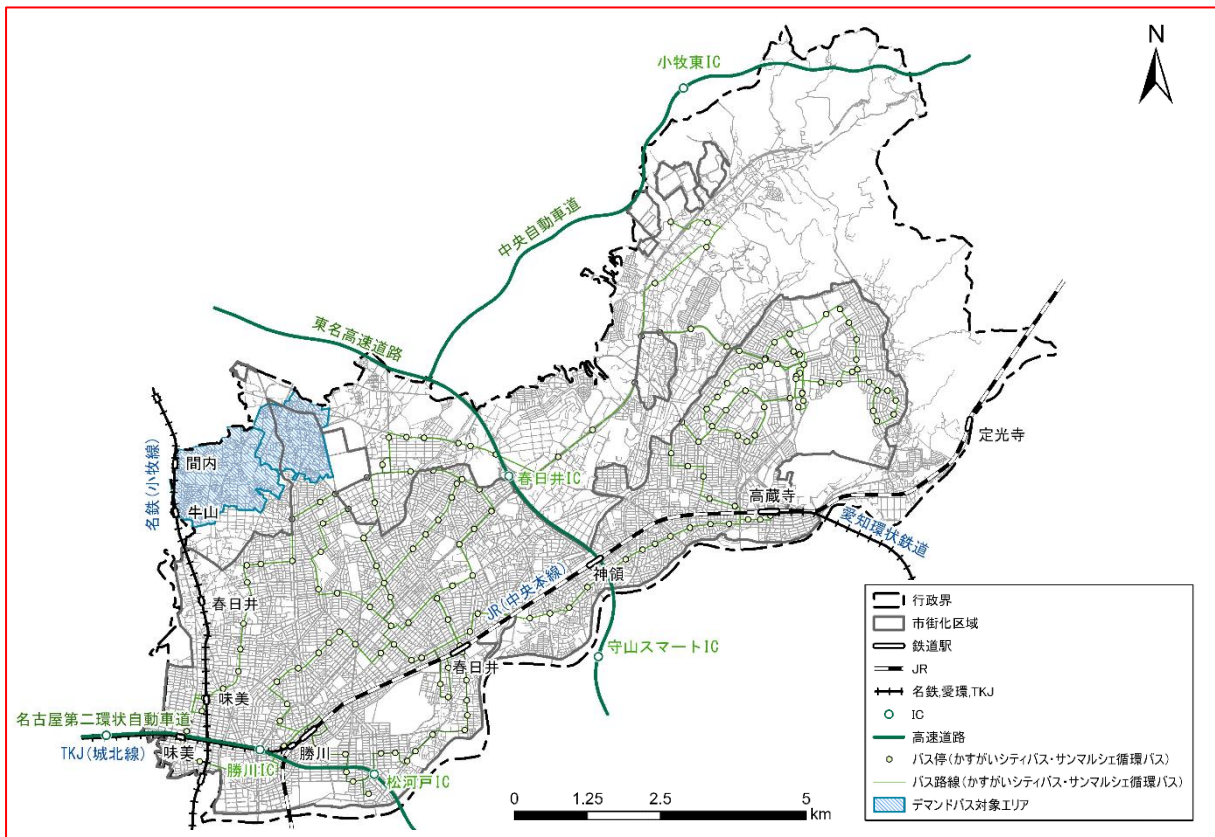 N
小牧東IC
中央自動車道
東名高速道路
名鉄(小牧線)
間内
牛山
春日井IC
定光寺
高蔵寺
愛知環状鉄道
神領
JR(中央本線)
春日井
守山スマートIC
春日井
味美
名古屋第二環状自動車道
TKJ(城北線)
味美
勝川
勝川IC
松河戸IC
0 1.25 2.5 5
km
行政界
市街化区域
鉄道駅
JR
名鉄,愛環,TKJ
IC
高速道路
バス停(かすがいシティバス・サンマルシェ循環バス)
バス路線(かすがいシティバス・サンマルシェ循環バス)
デマンドバス対象エリア